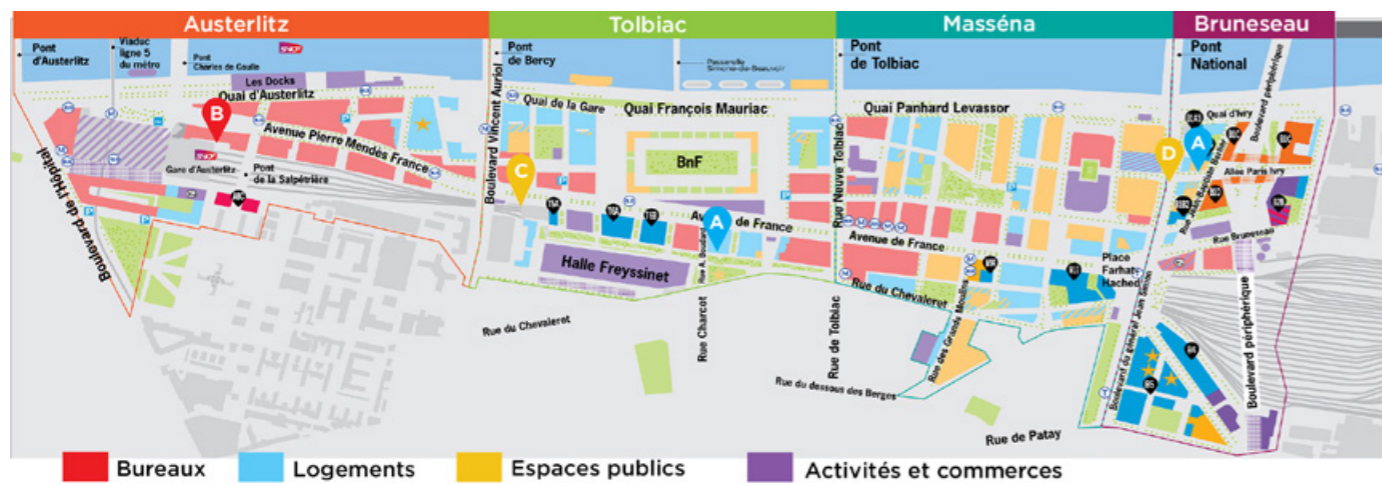 Austerlitz
Tolbiac
Masséna
Bruneseau
Pont
d'Austerlitz
Viaduc
ligne 5
du métro
Pont
Charles de Gaulle
SNCF
Pont
de Bercy
Passerelle
Simone-de-Beauvoir
Pont
de Tolbiac
Pont
National
Boulevard périphérique
Les Docks
Quai d'Austerlitz
B
Avenue Pierre Mendès France
SNCF
Gare d'Austerlitz
Pont
de la Salpêtrière
Boulevard de l'Hôpital
Boulevard Vincent Auriol
Quai de la Gare
Quai François Mauriac
BnF
C
Avenue de France
A
T6B
Halle Freyssinet
Rue du Chevaleret
Rue Charcot
Rue Neuve Tolbiac
Quai Panhard Levassor
Avenue de France
Rue du Chevaleret
Rue de Tolbiac
Rue des Grands Moulins
Rue du dessous des Berges
Place
Farhat
Hached
Rue de Patay
D
A
Quai d'Ivry
Allée Paris Ivry
Rue Bruneseau
Boulevard du général Jean Simon
Boulevard périphérique
Bureaux
Logements
Espaces publics
Activités et commerces